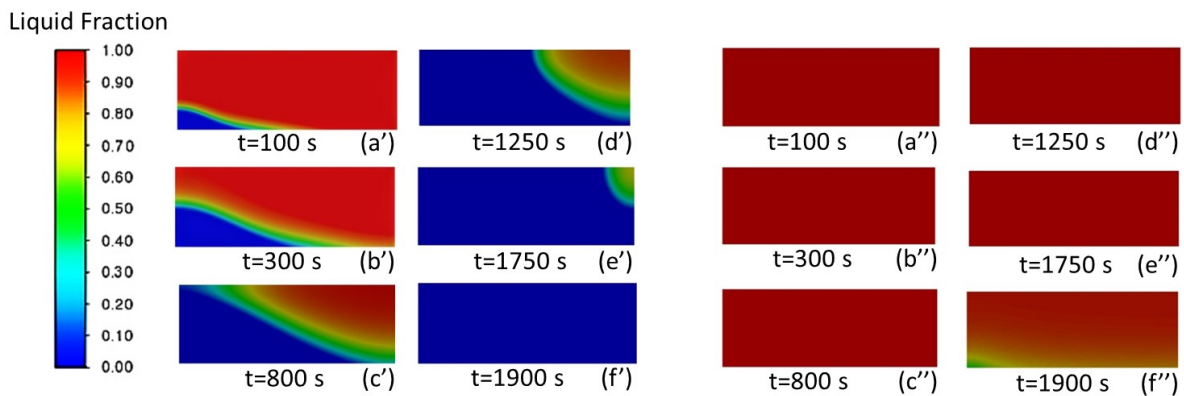 Liquid Fraction
1.00
0.90
0.80
0.70
0.60
0.50
0.40
0.30
0.20
0.10
0.00
t=100 s (a’)
t=1250 s (d’)
t=300 s (b’)
t=1750 s (e’)
t=800 s (c’)
t=1900 s (f’)
t=100 s (a’’)
t=1250 s (d’’)
t=300 s (b’’)
t=1750 s (e’’)
t=800 s (c’’)
t=1900 s (f’’)